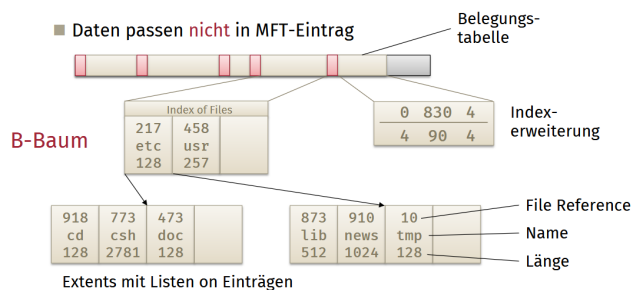 Daten passen nicht in MFT-Eintrag
Belegungs-
tabelle
B-Baum
Index of Files
217 458
etc usr
128 257
0 830 4
4 90 4
Index-
erweiterung
918 773 473
cd csh doc
128 2781 128
873 910 10
lib news tmp
512 1024 128
File Reference
Name
Länge
Extents mit Listen on Einträgen